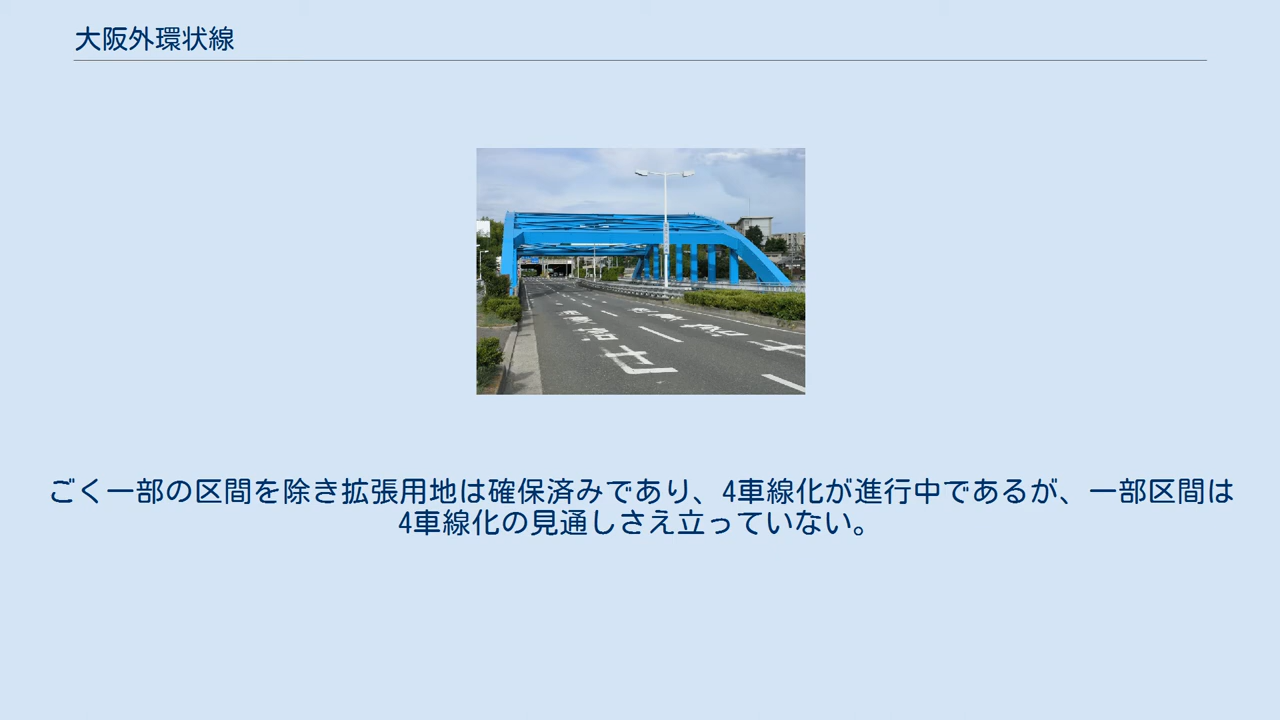 大阪外環状線
ごく一部の区間を除き拡張用地は確保済みであり、4車線化が進行中であるが、一部区間は
4車線化の見通しさえ立っていない。